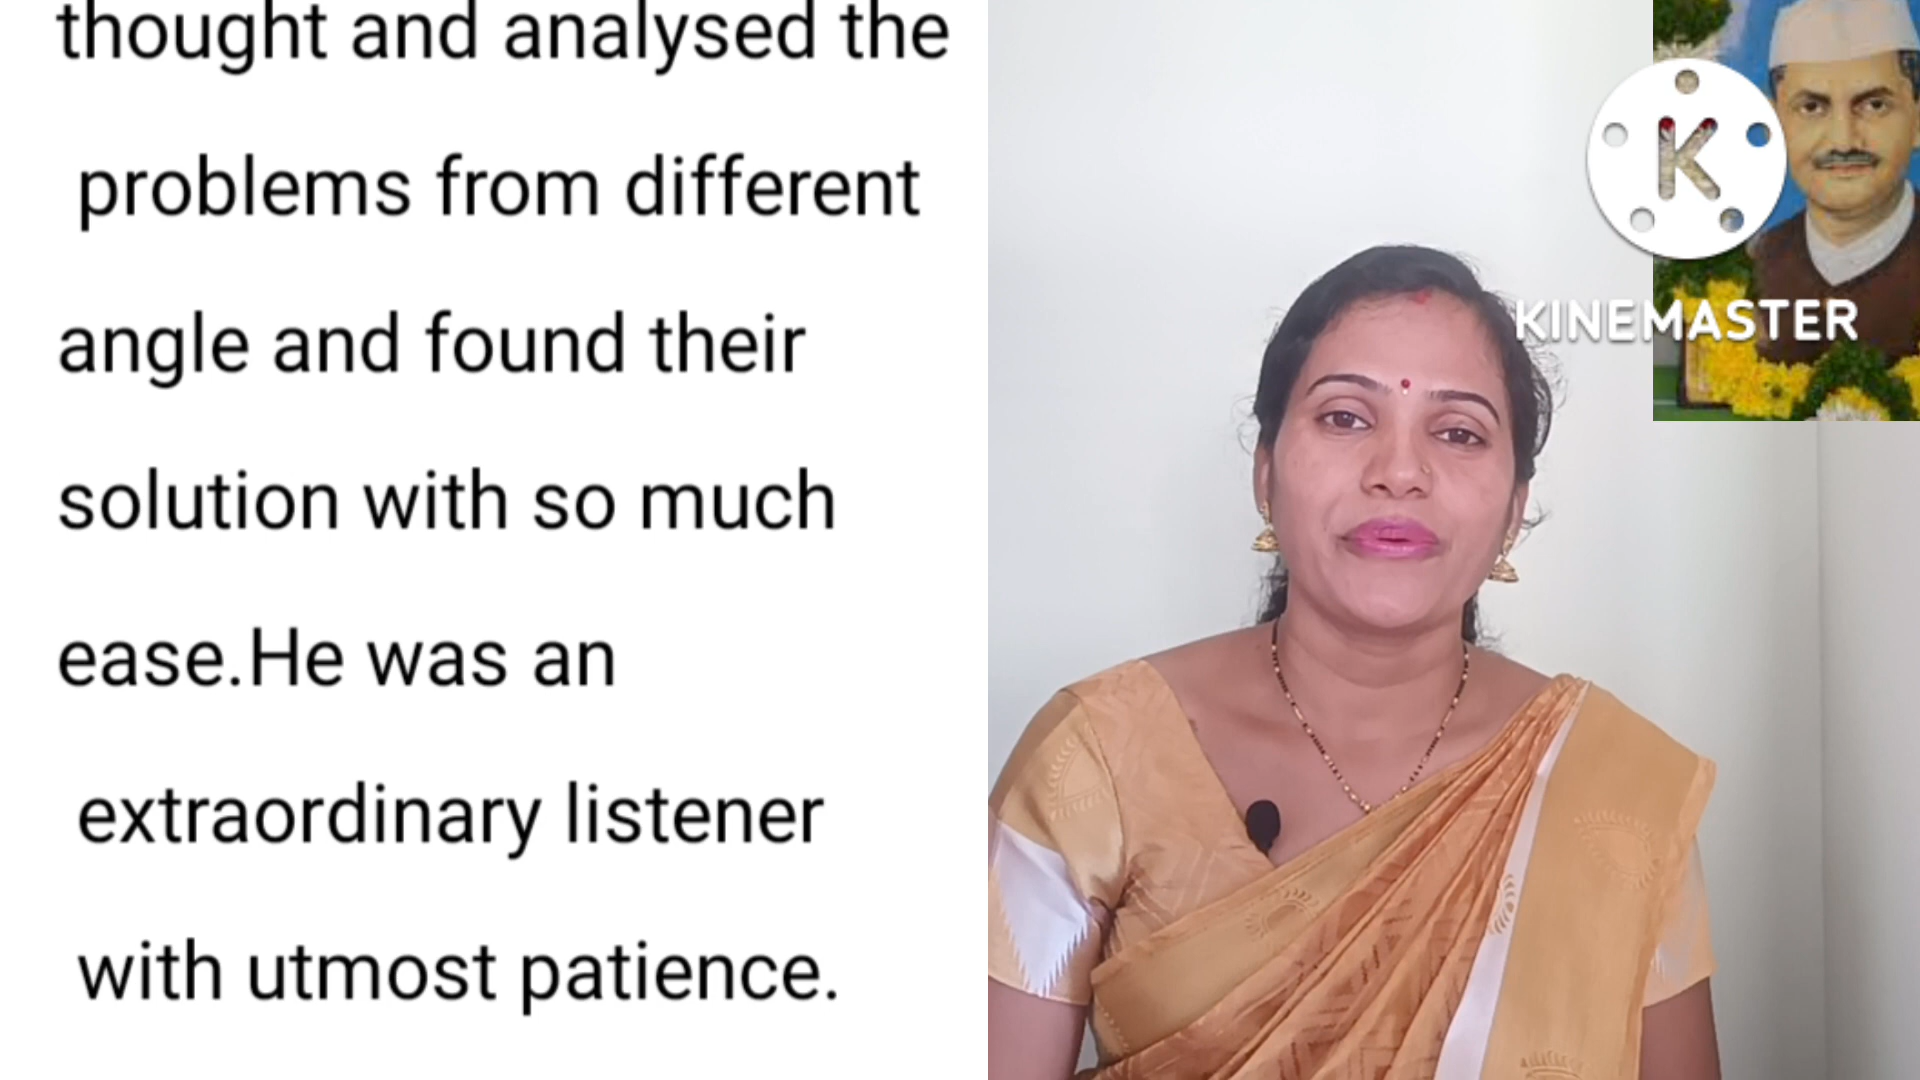 thought and analysed the
problems from different
angle and found their
solution with so much
ease.He was an
extraordinary listener
with utmost patience.
K
KINEMASTER